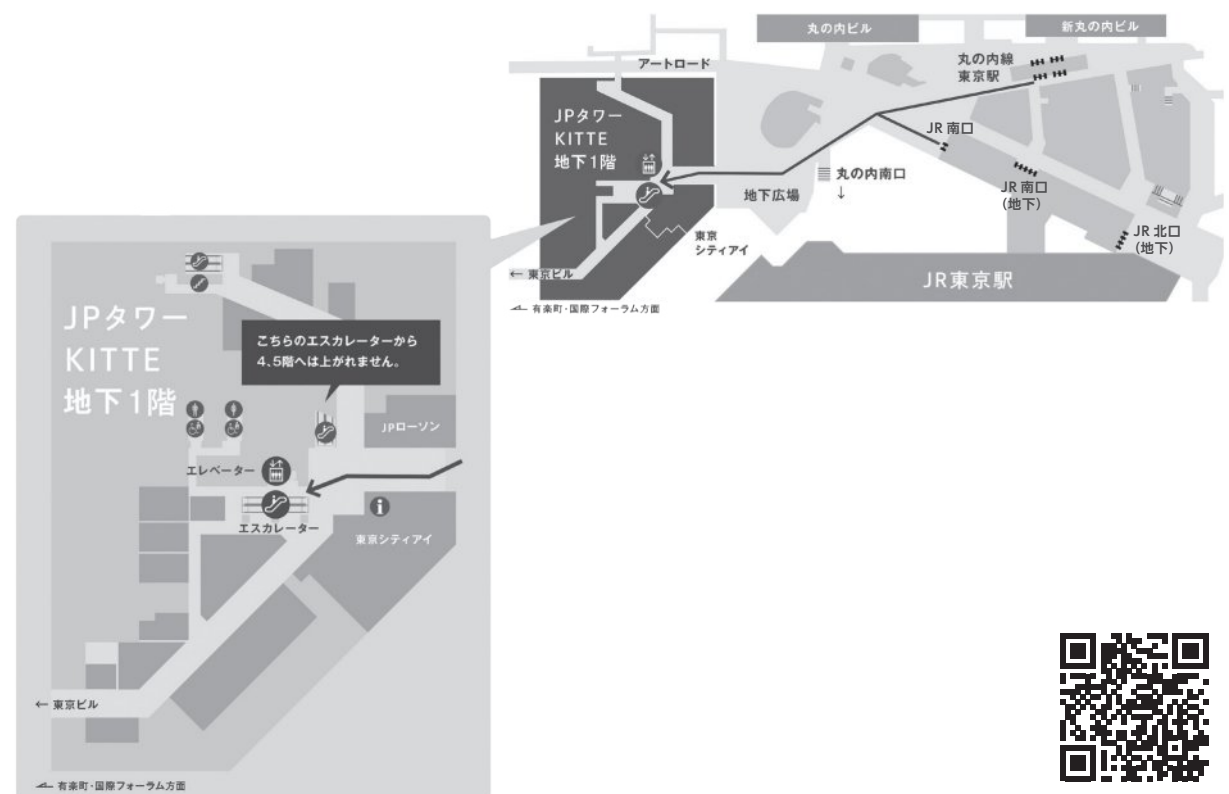 丸の内ビル
新丸の内ビル
アートロード
丸の内線
東京駅
JPタワー
KITTE
地下1階
JR 南口
丸の内南口
↓
JR 南口
(地下)
地下広場
JR 北口
(地下)
東京
シティアイ
← 東京ビル
JR東京駅
有楽町・国際フォーラム方面
JPタワー
KITTE
地下1階
こちらのエスカレーターから
4、5階へは上がれません。
JPローソン
エレベーター
i
エスカレーター
東京シティアイ
← 東京ビル
有楽町・国際フォーラム方面